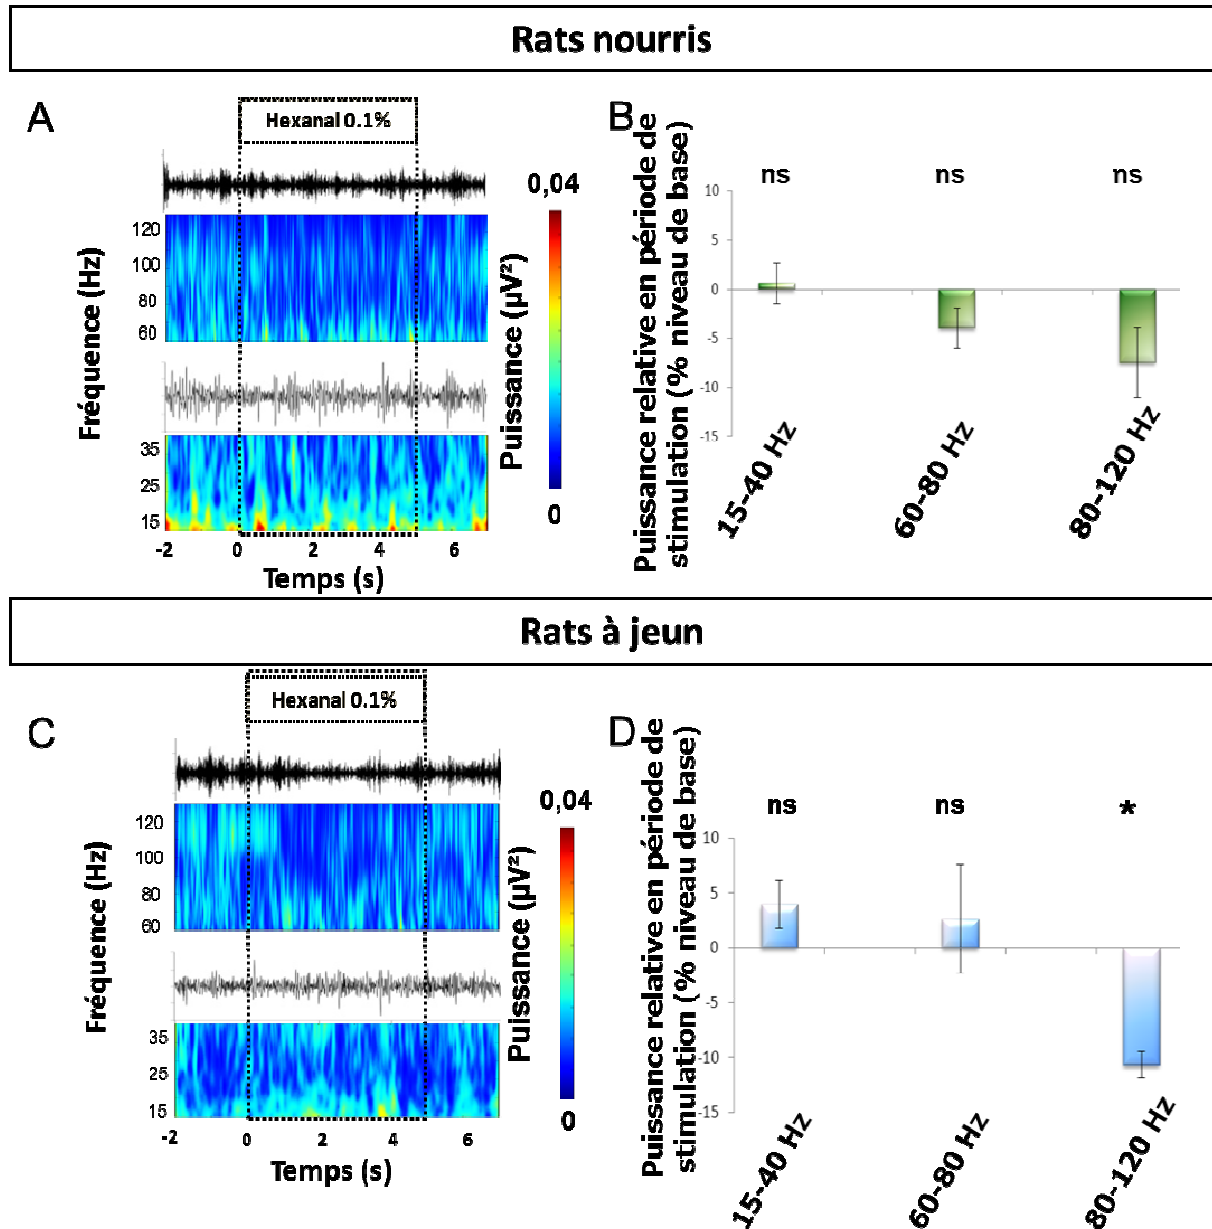 Rats nourris
A
Hexanal 0.1%
Fréquence (Hz)
120
100
80
60
35
25
15
-2 0 2 4 6
Temps (s)
Puissance (µV²)
0,04
0
B
Puissance relative en période de
stimulation (% niveau de base)
ns ns ns
10
5
0
-5
-10
-15
15-40 Hz
60-80 Hz
80-120 Hz
Rats à jeun
C
Hexanal 0.1%
Fréquence (Hz)
120
100
80
60
35
25
15
-2 0 2 4 6
Temps (s)
Puissance (µV²)
0,04
0
D
Puissance relative en période de
stimulation (% niveau de base)
ns ns *
10
5
0
-5
-10
-15
15-40 Hz
60-80 Hz
80-120 Hz